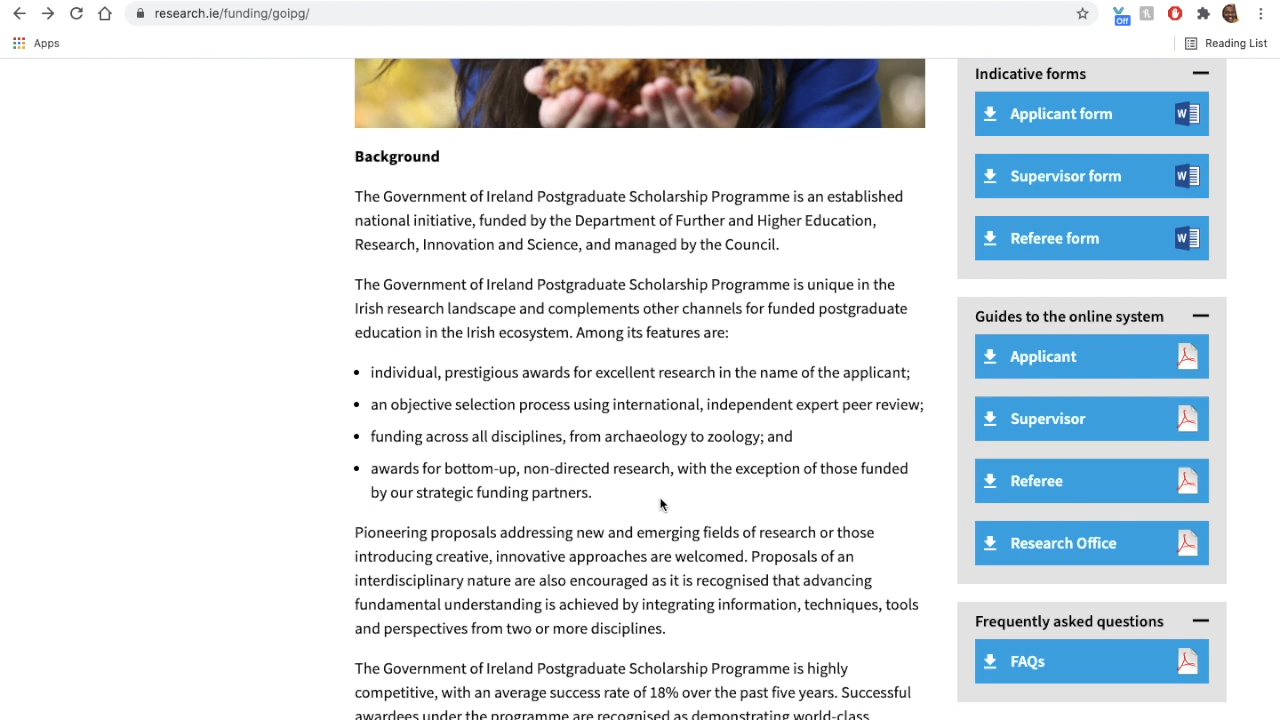 research.ie/funding/goipg/
Off
Apps
Reading List
Background
The Government of Ireland Postgraduate Scholarship Programme is an established
national initiative, funded by the Department of Further and Higher Education,
Research, Innovation and Science, and managed by the Council.
The Government of Ireland Postgraduate Scholarship Programme is unique in the
Irish research landscape and complements other channels for funded postgraduate
education in the Irish ecosystem. Among its features are:
• individual, prestigious awards for excellent research in the name of the applicant;
• an objective selection process using international, independent expert peer review;
• funding across all disciplines, from archaeology to zoology; and
• awards for bottom-up, non-directed research, with the exception of those funded
by our strategic funding partners.
Pioneering proposals addressing new and emerging fields of research or those
introducing creative, innovative approaches are welcomed. Proposals of an
interdisciplinary nature are also encouraged as it is recognised that advancing
fundamental understanding is achieved by integrating information, techniques, tools
and perspectives from two or more disciplines.
The Government of Ireland Postgraduate Scholarship Programme is highly
competitive, with an average success rate of 18% over the past five years. Successful
awardees under the programme are recognised as demonstrating world-class
Indicative forms
Applicant form
W
Supervisor form
W
Referee form
W
Guides to the online system
Applicant
Supervisor
Referee
Research Office
Frequently asked questions
FAQs